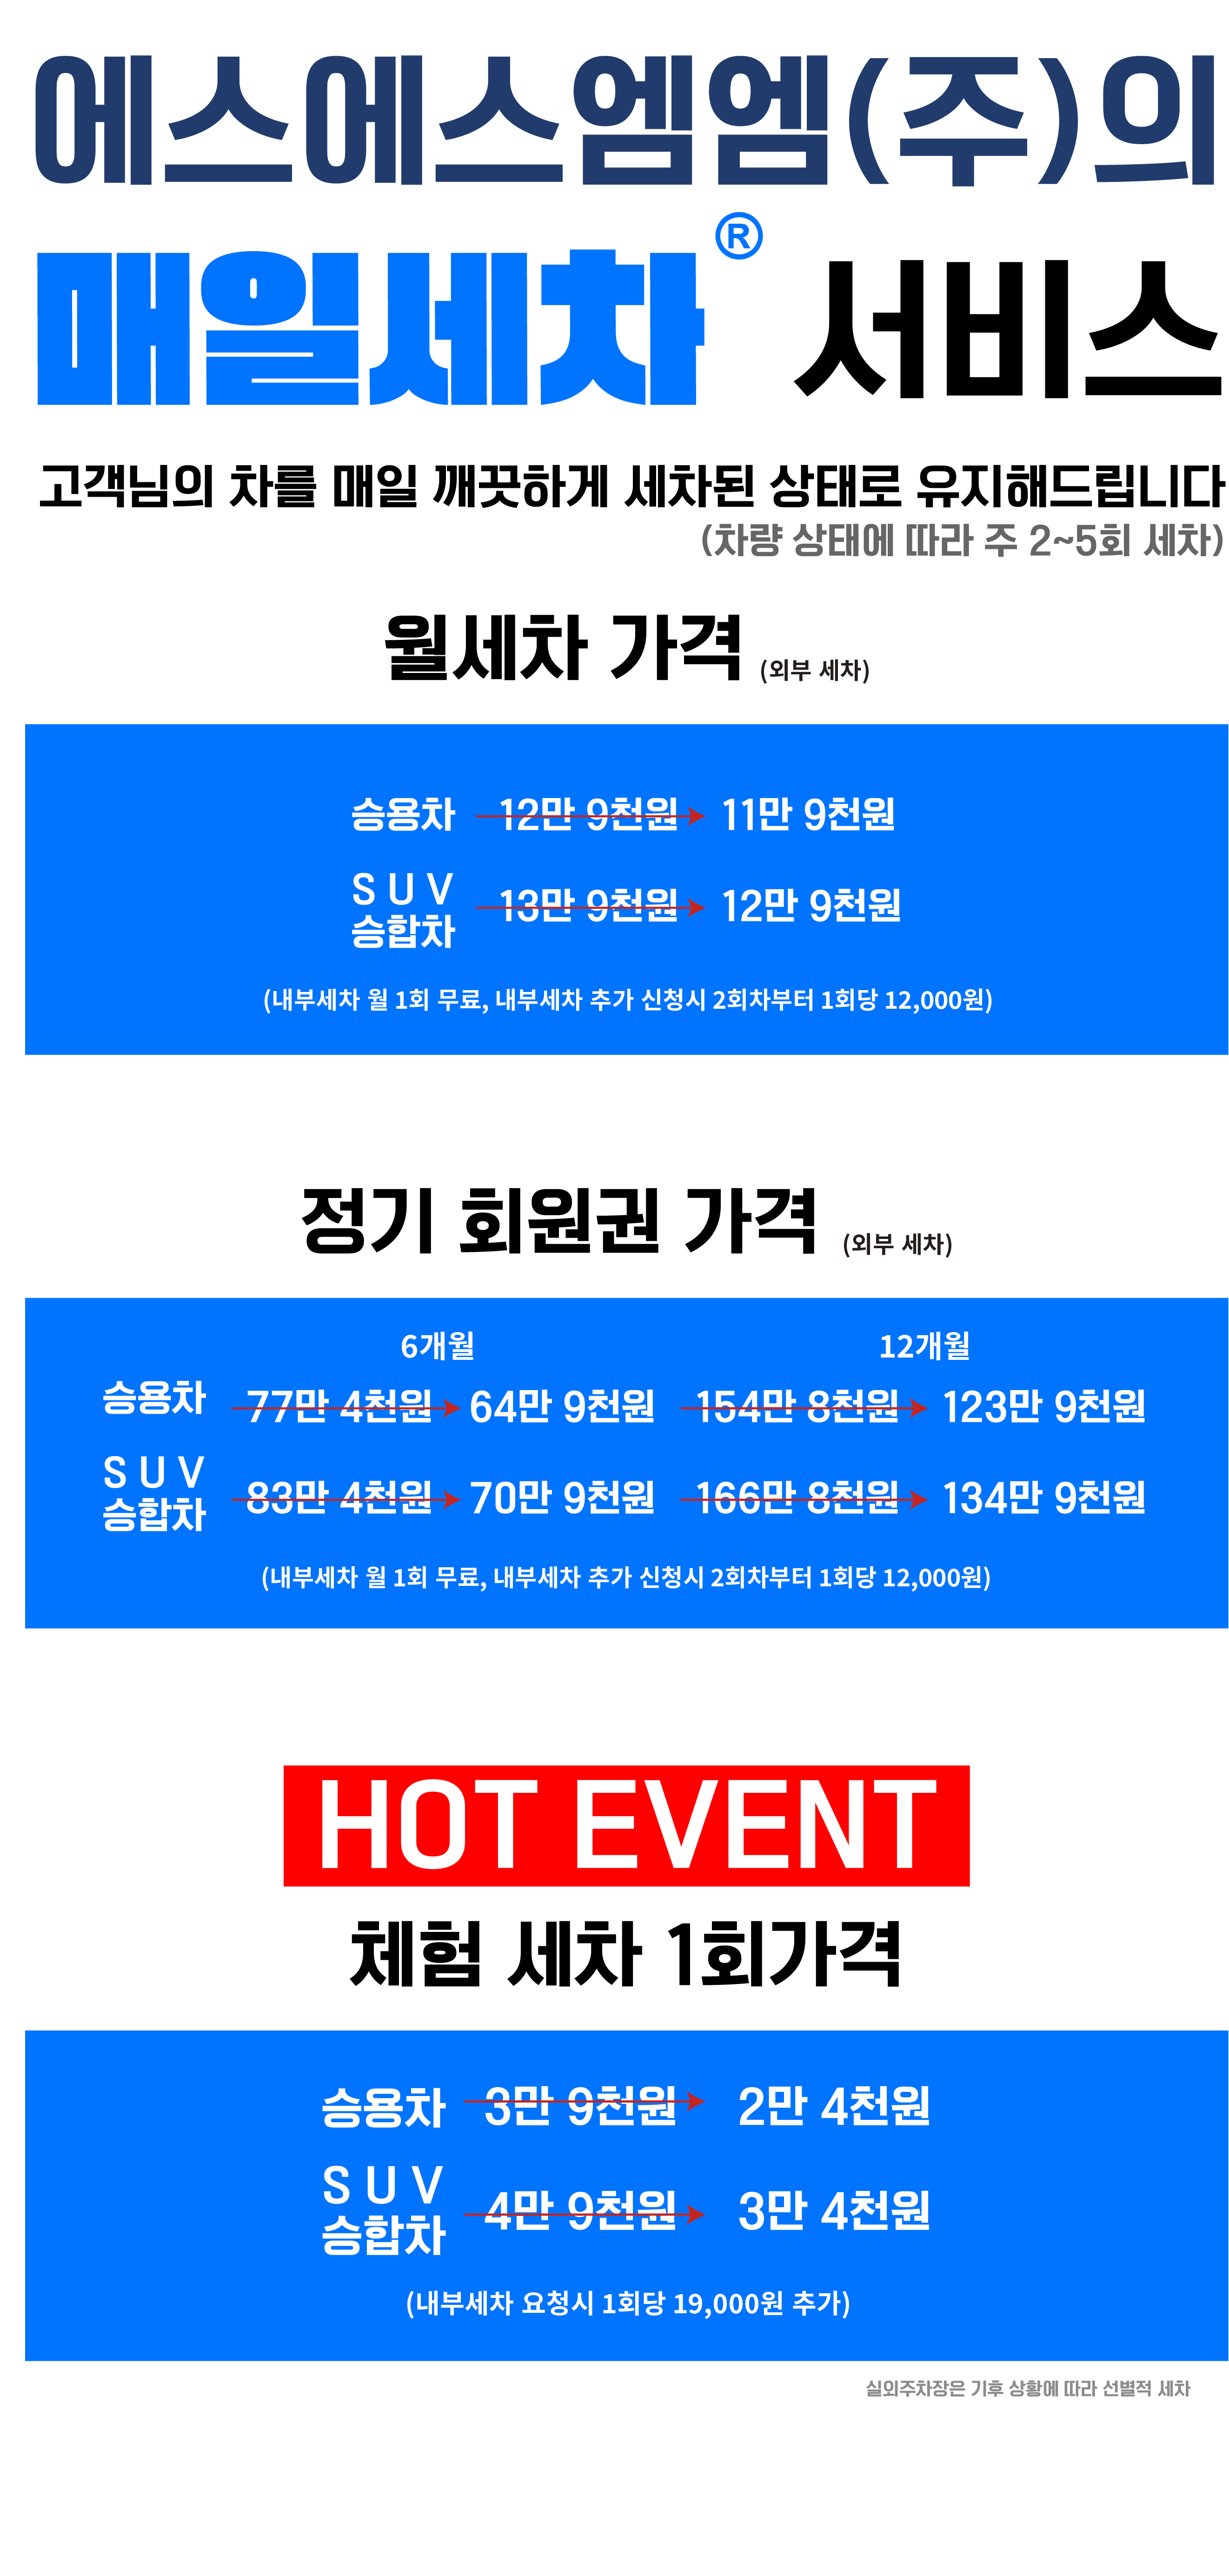 에스에스엠엠(주)의
매일세차® 서비스
고객님의 차를 매일 깨끗하게 세차된 상태로 유지해드립니다
(차량 상태에 따라 주 2~5회 세차)
월세차 가격 (외부 세차)
승용차 12만 9천원 11만 9천원
S U V
승합차 13만 9천원 12만 9천원
(내부세차 월 1회 무료, 내부세차 추가 신청시 2회차부터 1회당 12,000원)
정기 회원권 가격 (외부 세차)
6개월 12개월
승용차 77만 4천원 64만 9천원 154만 8천원 123만 9천원
S U V
승합차 83만 4천원 70만 9천원 166만 8천원 134만 9천원
(내부세차 월 1회 무료, 내부세차 추가 신청시 2회차부터 1회당 12,000원)
HOT EVENT
체험 세차 1회가격
승용차 3만 9천원 2만 4천원
S U V
승합차 4만 9천원 3만 4천원
(내부세차 요청시 1회당 19,000원 추가)
실외주차장은 기후 상황에 따라 선별적 세차